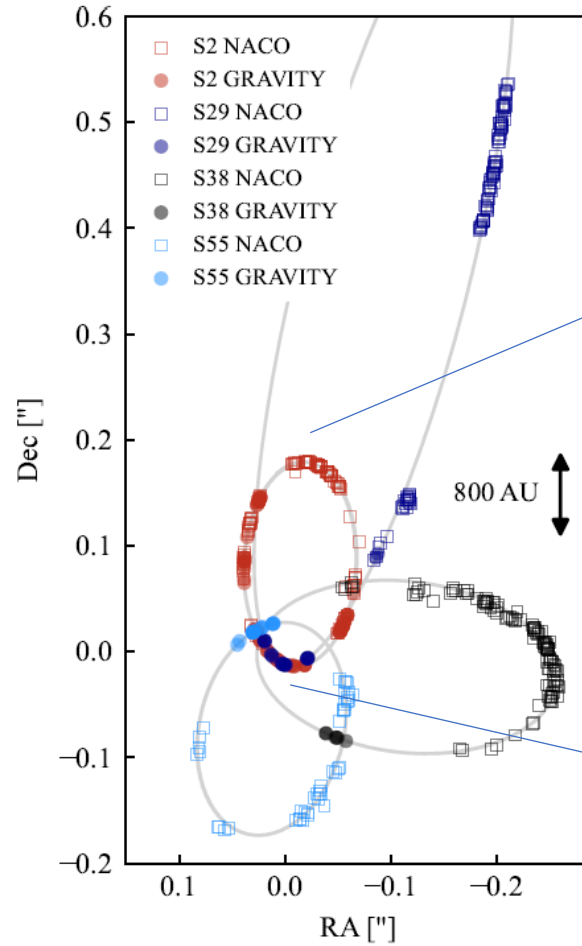 0.6
S2 NACO
S2 GRAVITY
S29 NACO
0.5
S29 GRAVITY
S38 NACO
S38 GRAVITY
0.4
S55 NACO
S55 GRAVITY
0.3
Dec ["]
0.2
800 AU
0.1
0.0
−0.1
−0.2
0.1 0.0 −0.1 −0.2
RA ["]